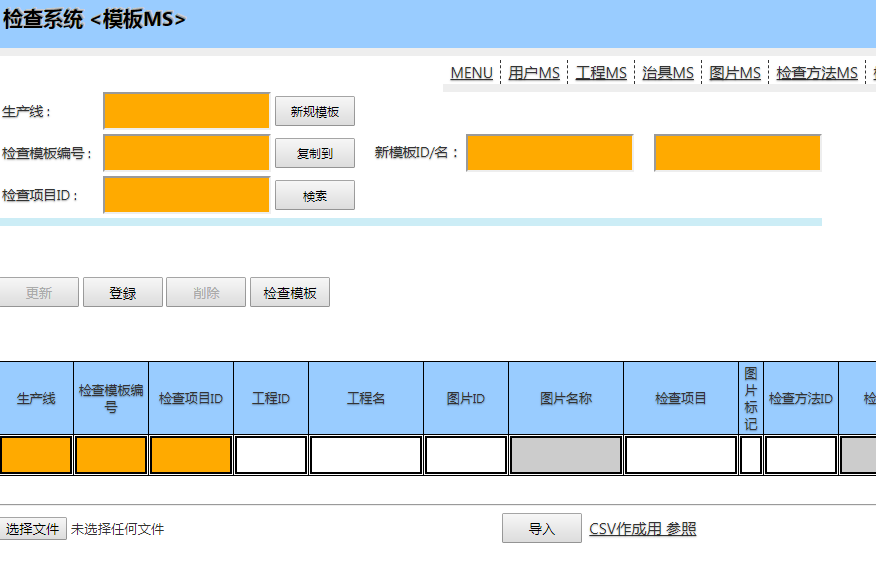 检查系统 <模板MS>
MENU 用户MS 工程MS 治具MS 图片MS 检查方法MS
生产线 : 新规模板
检查模板编号 : 复制到 新模板ID/名 :
检查项目ID : 検索
更新 登録 削除 检查模板
生产线 检查模板编号 检查项目ID 工程ID 工程名 图片ID 图片名称 检查项目 图片标记 检查方法ID
选择文件 未选择任何文件 导入 CSV作成用 参照